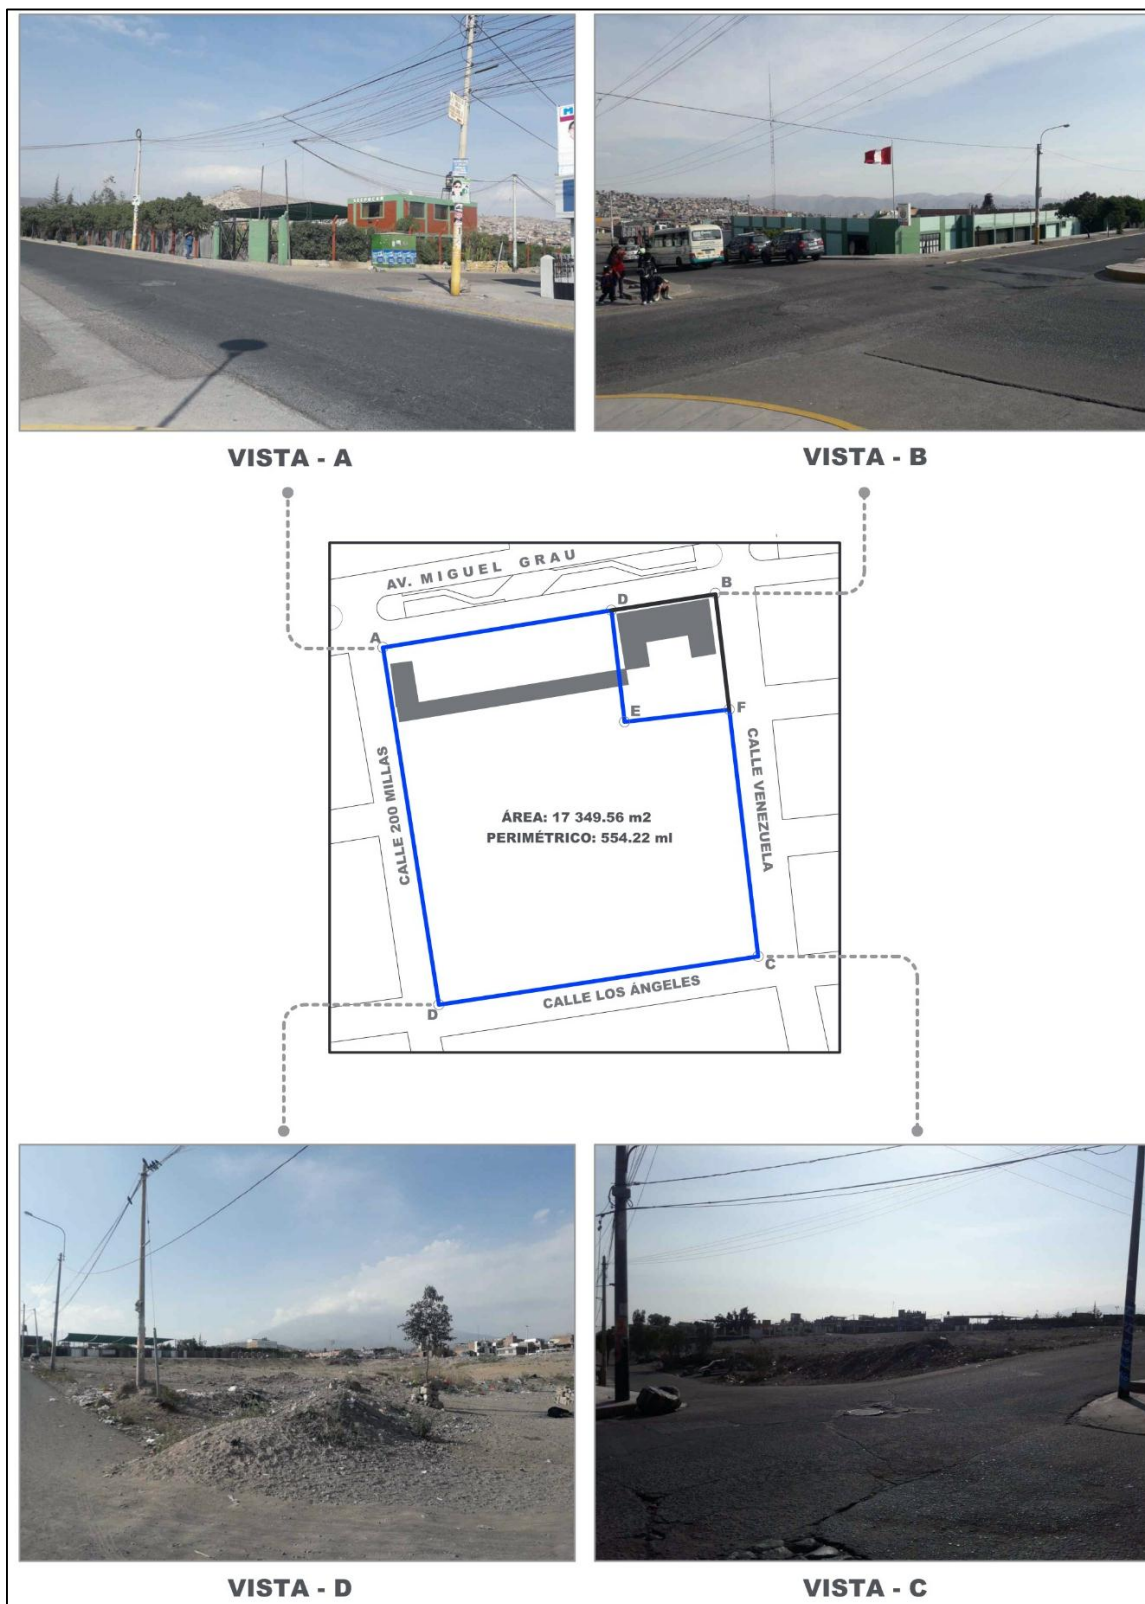 VISTA - A
VISTA - B
AV. MIGUEL GRAU
B
D
A
E
F
CALLE 200 MILLAS
CALLE VENEZUELA
ÁREA: 17 349.56 m2
PERIMÉTRICO: 554.22 ml
C
CALLE LOS ÁNGELES
D
VISTA - D
VISTA - C